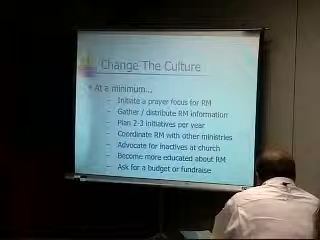 Change The Culture
At a minimum...
– Initiate a prayer focus for RM
– Gather / distribute RM information
– Plan 2-3 initiatives per year
– Coordinate RM with other ministries
– Advocate for inactives at church
– Become more educated about RM
– Ask for a budget or fundraise